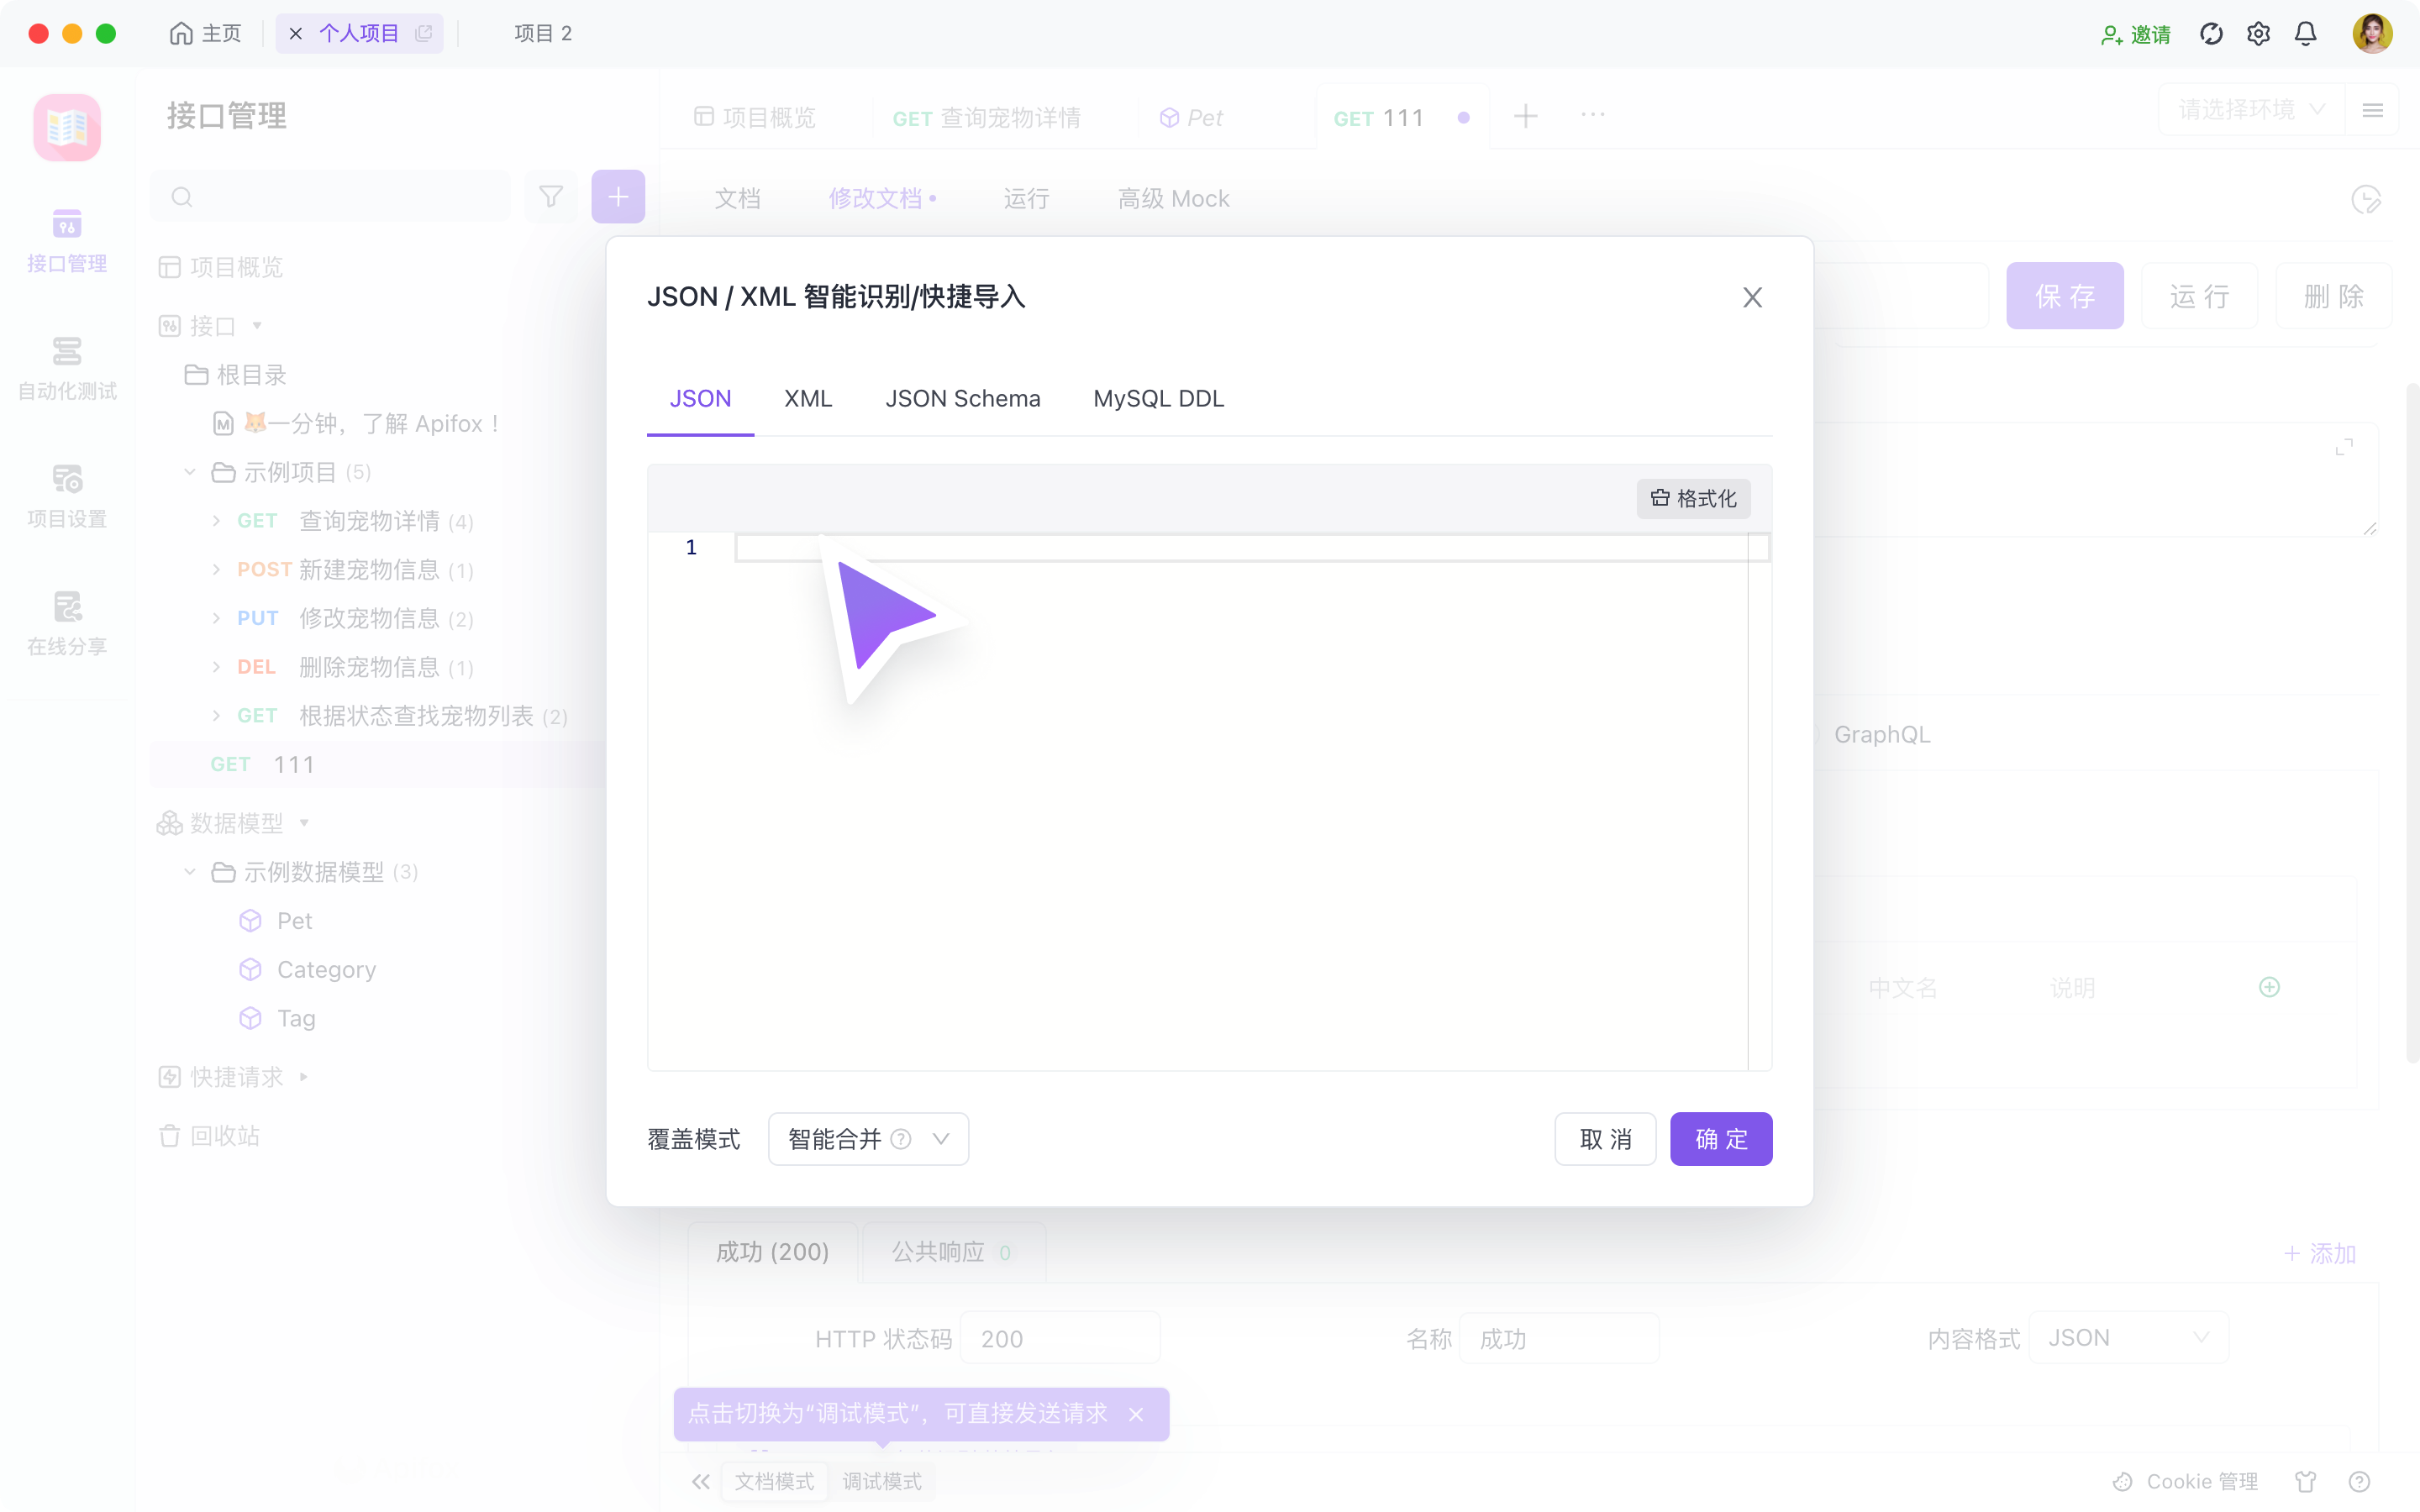 主页
个人项目
项目 2
邀请
接口管理
项目概览
GET 查询宠物详情
Pet
GET 111
请选择环境
接口管理
自动化测试
项目设置
在线分享
项目概览
接口
根目录
M 🦊一分钟，了解 Apifox！
示例项目 (5)
GET 查询宠物详情 (4)
POST 新建宠物信息 (1)
PUT 修改宠物信息 (2)
DEL 删除宠物信息 (1)
GET 根据状态查找宠物列表 (2)
GET 111
数据模型
示例数据模型 (3)
Pet
Category
Tag
快捷请求
回收站
文档
修改文档
运行
高级 Mock
保存
运行
删除
JSON / XML 智能识别/快捷导入
JSON
XML
JSON Schema
MySQL DDL
格式化
1
覆盖模式
智能合并
取消
确定
GraphQL
中文名
说明
成功 (200)
公共响应 0
添加
HTTP 状态码 200
名称 成功
内容格式 JSON
点击切换为“调试模式”，可直接发送请求
文档模式
调试模式
Cookie 管理